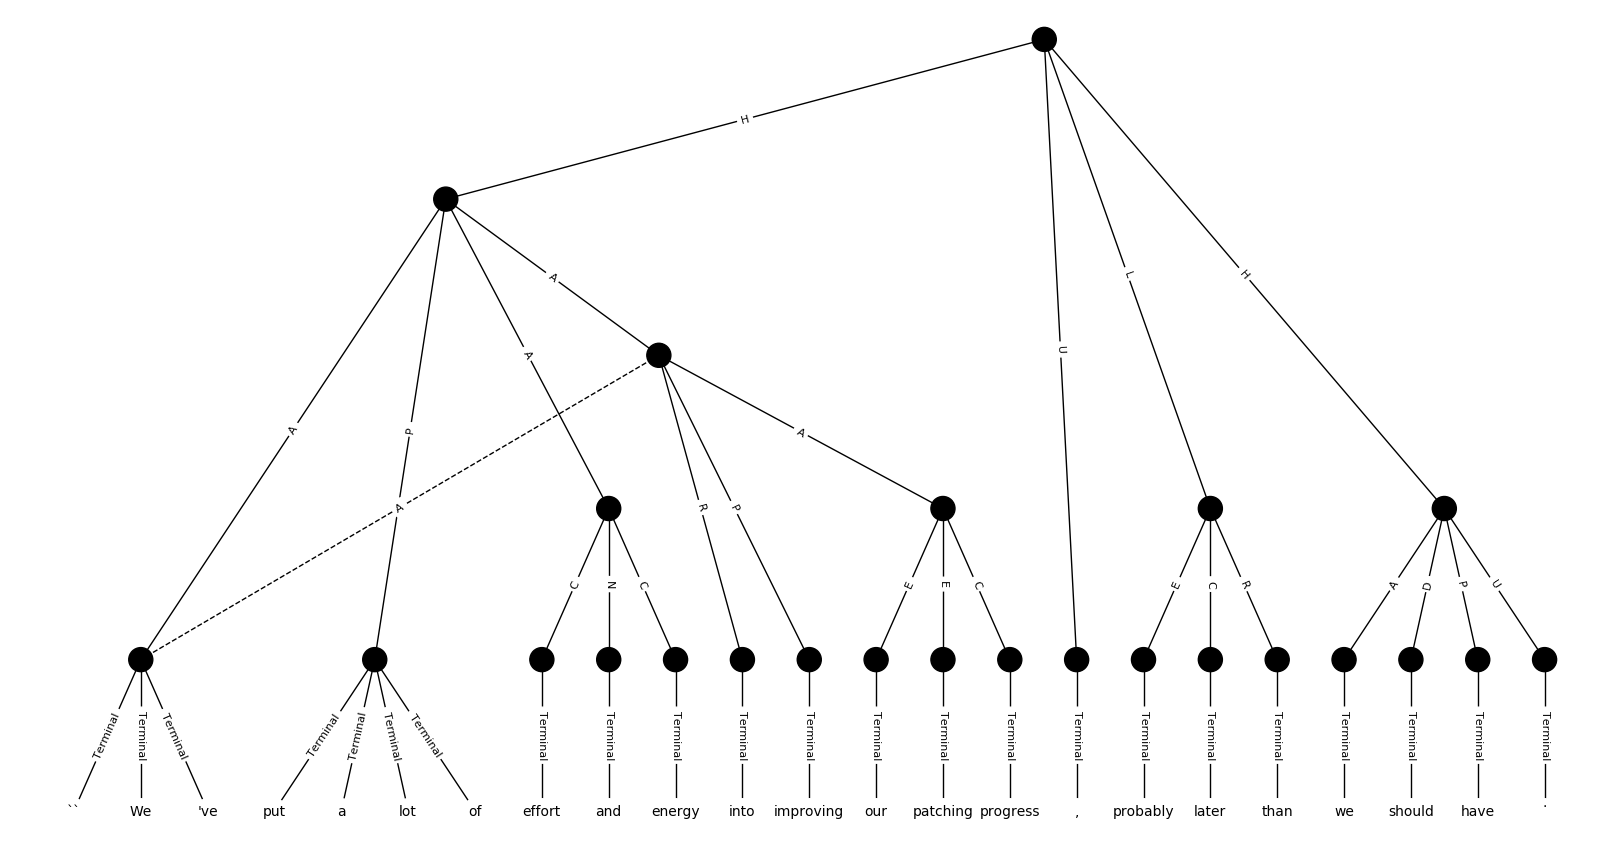 H
A
A
U
L
H
A
A
P
A
A
R
P
C
N
C
E
E
C
E
C
R
A
D
P
U
Terminal Terminal Terminal Terminal Terminal Terminal Terminal Terminal Terminal Terminal Terminal Terminal Terminal Terminal Terminal Terminal Terminal Terminal Terminal Terminal Terminal Terminal Terminal
`` We 've put a lot of effort and energy into improving our patching progress , probably later than we should have .